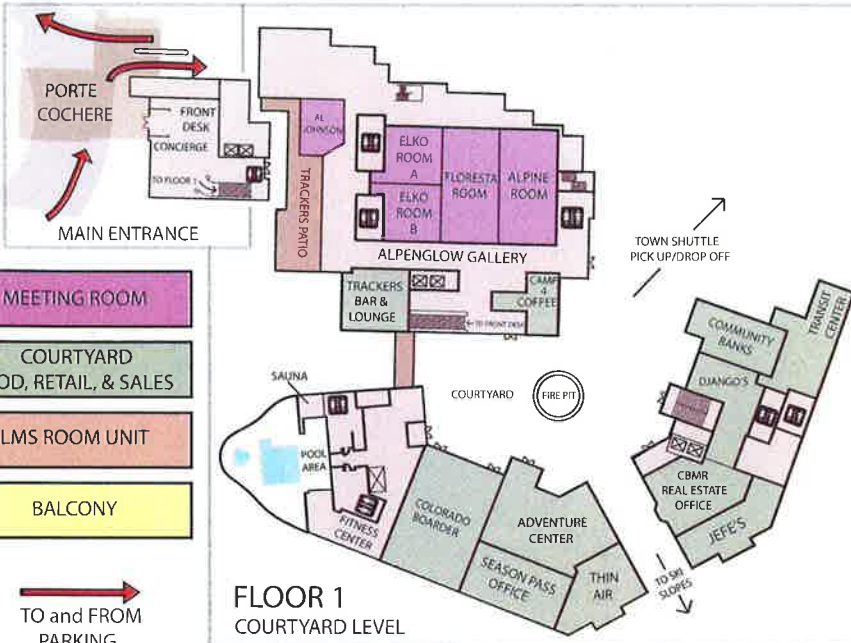 PORTE
COCHERE
FRONT
DESK
CONCIERGE
TO FLOOR 1
MAIN ENTRANCE
AL
JOHNSON
TRACKERS PATIO
ELKO
ROOM
A
ELKO
ROOM
B
FLORESTA
ROOM
ALPINE
ROOM
ALPENGLOW GALLERY
TRACKERS
BAR &
LOUNGE
TO FRONT DESK
CAMP
4
COFFEE
TOWN SHUTTLE
PICK UP/DROP OFF
MEETING ROOM
COURTYARD
OD, RETAIL, & SALES
LMS ROOM UNIT
BALCONY
TO and FROM
PARKING
SAUNA
POOL
AREA
FITNESS
CENTER
COURTYARD
FIRE PIT
COLORADO
BOARDER
ADVENTURE
CENTER
SEASON PASS
OFFICE
THIN
AIR
COMMUNITY
BANKS
TRANSIT
CENTER
DJANGO'S
CBMR
REAL ESTATE
OFFICE
JEFE'S
TO SKI
SLOPES
FLOOR 1
COURTYARD LEVEL